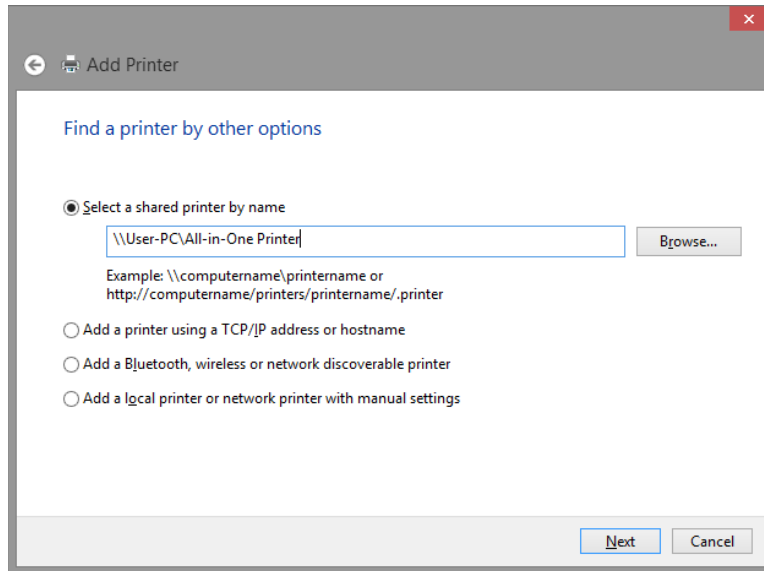 Add Printer
Find a printer by other options
Select a shared printer by name
\\User-PC\All-in-One Printer
Browse...
Example: \\computername\printername or
http://computername/printers/printername/.printer
Add a printer using a TCP/IP address or hostname
Add a Bluetooth, wireless or network discoverable printer
Add a local printer or network printer with manual settings
Next
Cancel